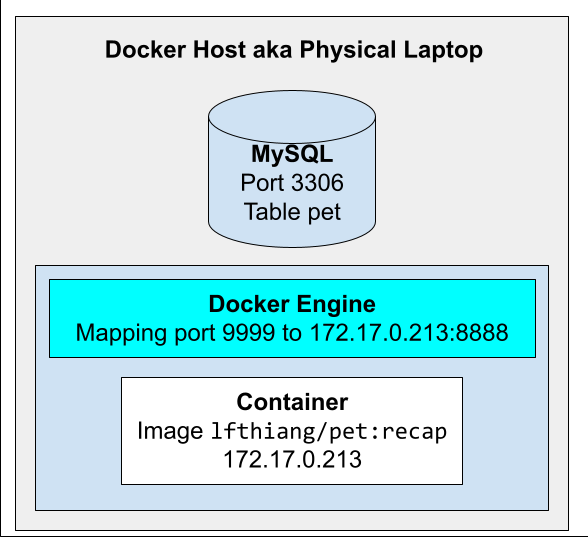 Docker Host aka Physical Laptop
MySQL
Port 3306
Table pet
Docker Engine
Mapping port 9999 to 172.17.0.213:8888
Container
Image lfthiang/pet:recap
172.17.0.213